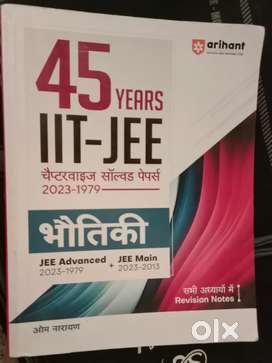 arihant
45 YEARS
IIT-JEE
चैप्टरवाइज सॉल्वड पेपर्स
2023-1979
भौतिकी
JEE Advanced + JEE Main
2023-1979 2023-2013
सभी अध्यायों में
Revision Notes
ओम नारायण
OLX